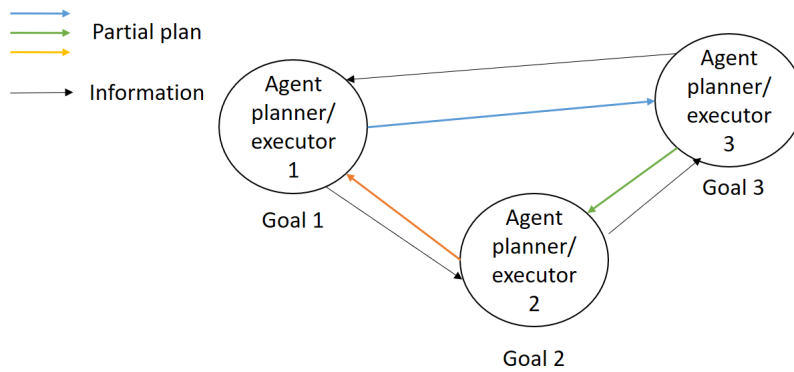 Partial plan
Information
Agent
planner/
executor
1
Goal 1
Agent
planner/
executor
2
Goal 2
Agent
planner/
executor
3
Goal 3